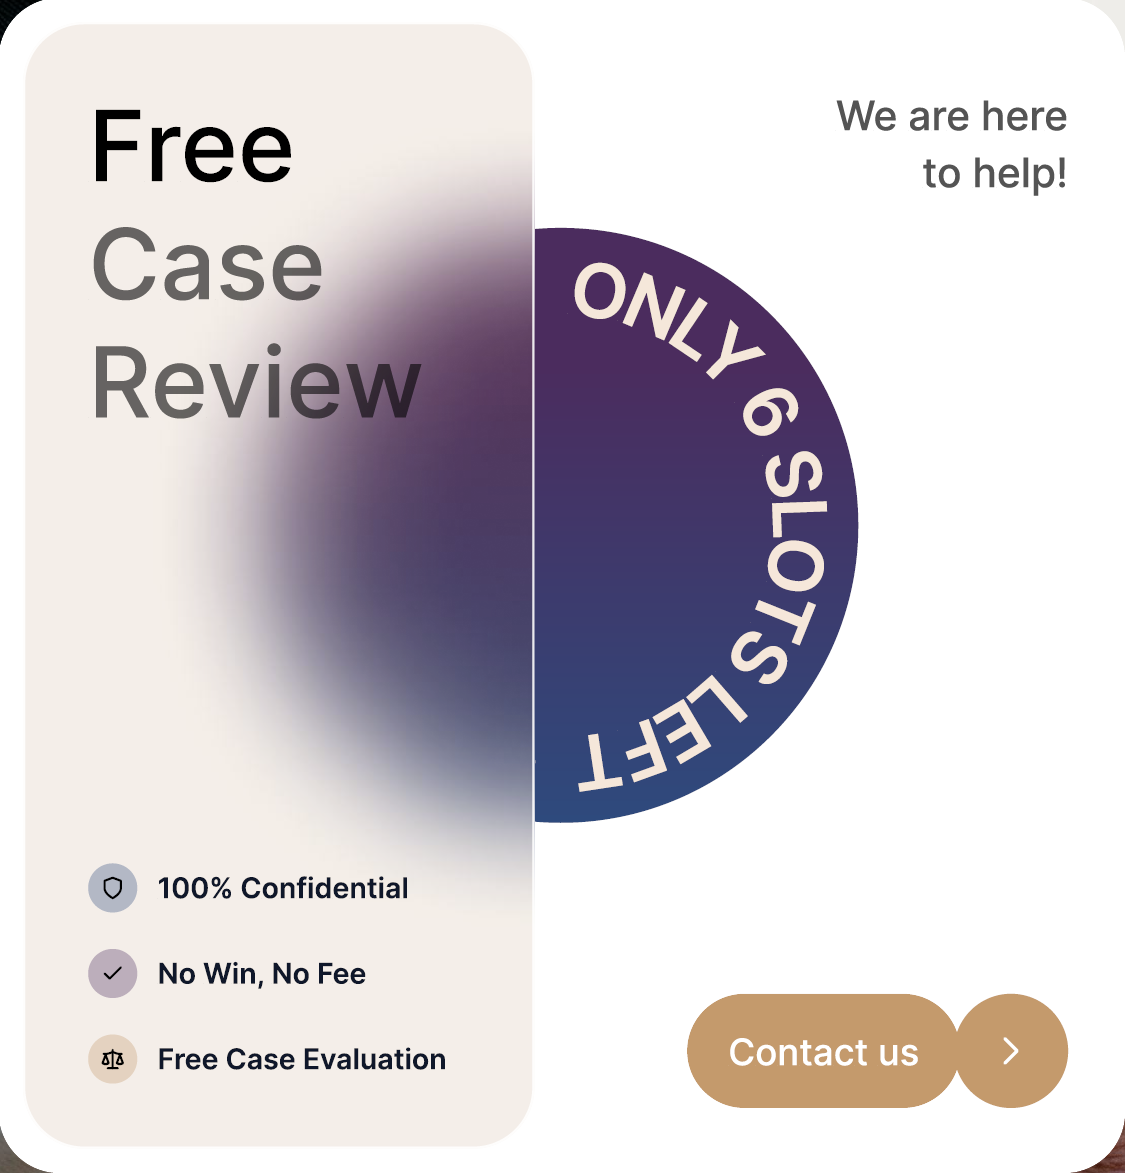 Free
Case
Review
We are here
to help!
ONLY 6 SLOTS LEFT
100% Confidential
No Win, No Fee
Free Case Evaluation
Contact us